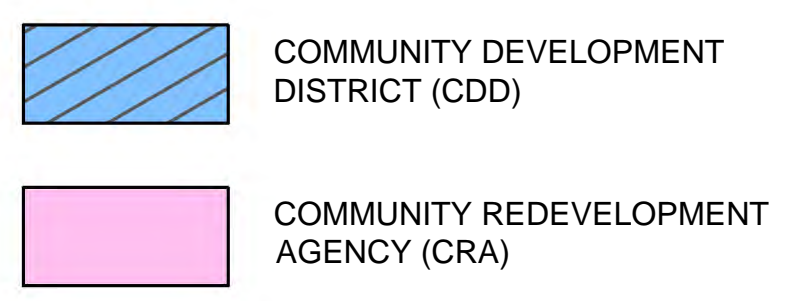 COMMUNITY DEVELOPMENT
DISTRICT (CDD)
COMMUNITY REDEVELOPMENT
AGENCY (CRA)